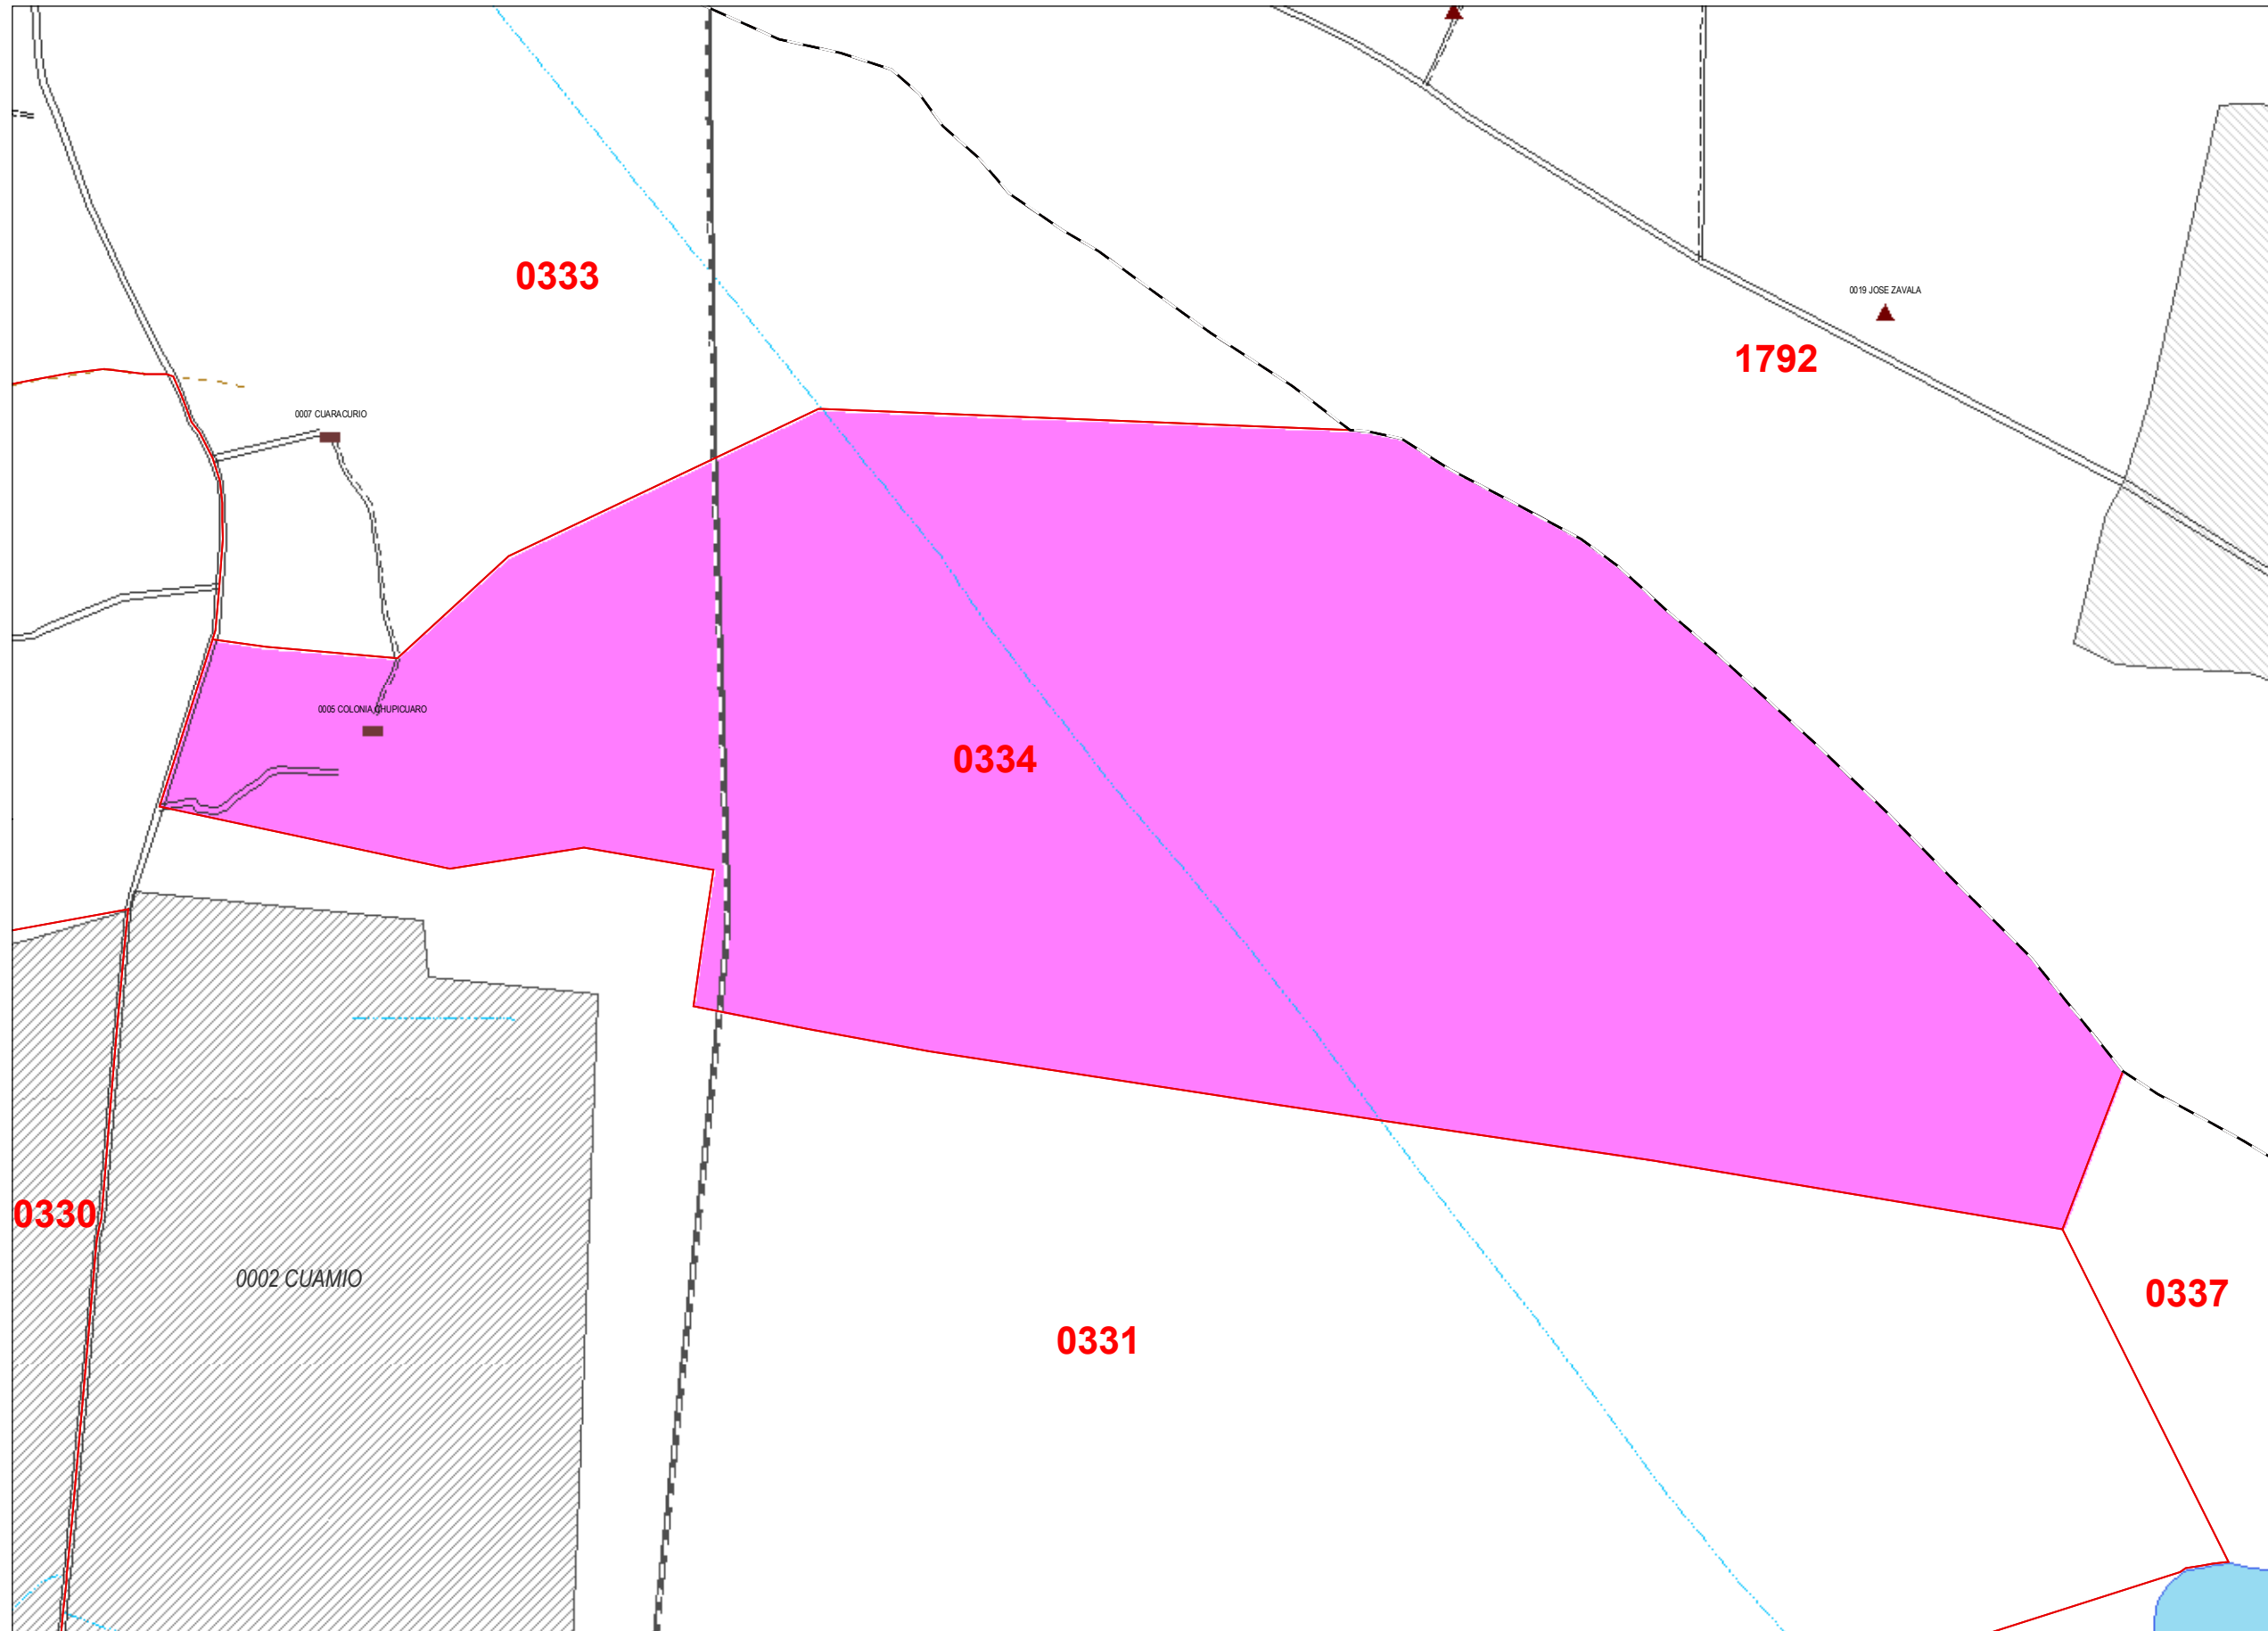 0333
0019 JOSE ZAVALA
1792
0007 CUARACURIO
0005 COLONIA CHUPICUARO
0334
0330
0002 CUAMIO
0337
0331